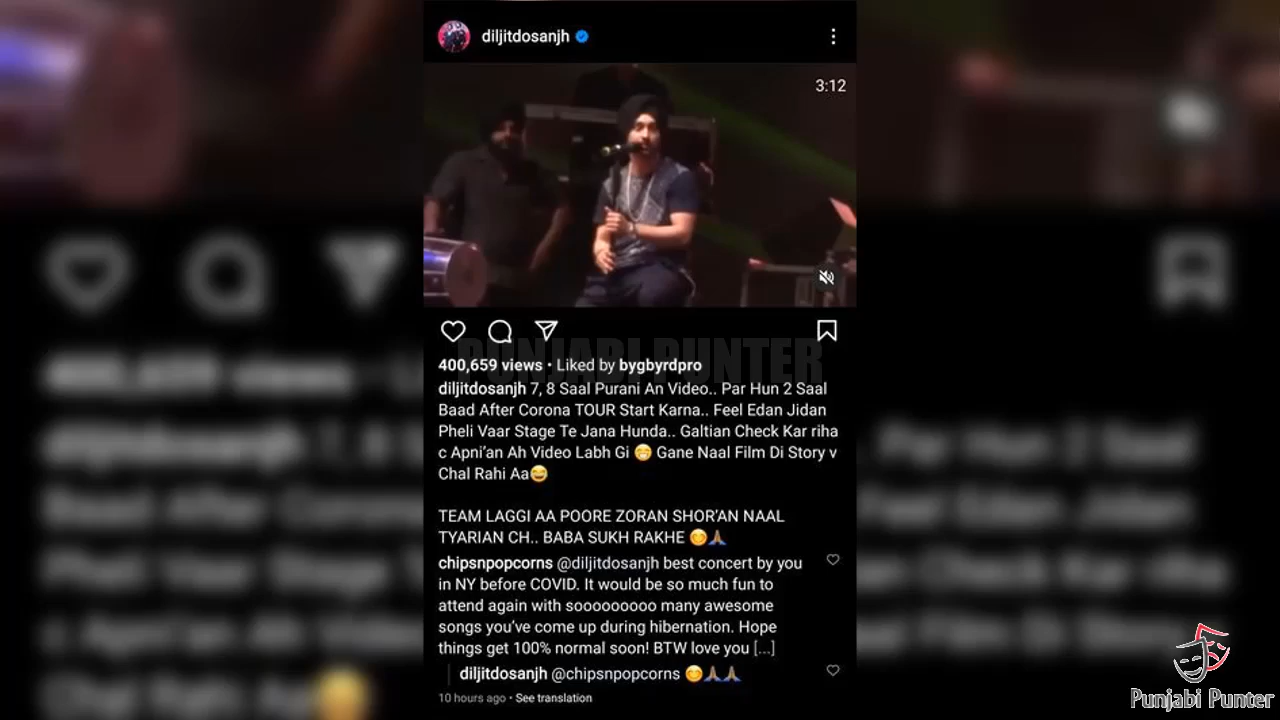 diljitdosanjh
3:12
PUNJABI PUNTER
400,659 views • Liked by bygbyrdpro
diljitdosanjh 7, 8 Saal Purani An Video.. Par Hun 2 Saal
Baad After Corona TOUR Start Karna.. Feel Edan Jidan
Pheli Vaar Stage Te Jana Hunda.. Galtian Check Kar riha
c Apni’an Ah Video Labh Gi 😁 Gane Naal Film Di Story v
Chal Rahi Aa😂
TEAM LAGGI AA POORE ZORAN SHOR’AN NAAL
TYARIAN CH.. BABA SUKH RAKHE 😊🙏🏽
chipsnpopcorns @diljitdosanjh best concert by you
in NY before COVID. It would be so much fun to
attend again with sooooooooo many awesome
songs you’ve come up during hibernation. Hope
things get 100% normal soon! BTW love you [...]
diljitdosanjh @chipsnpopcorns 😊🙏🏽🙏🏽
10 hours ago • See translation
Punjabi Punter